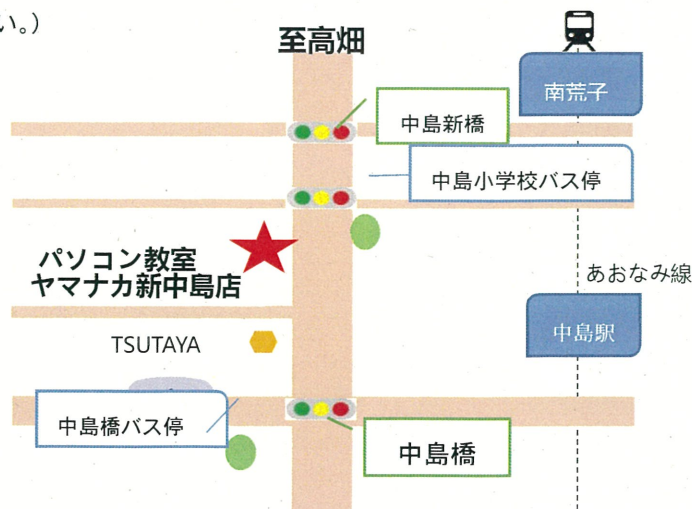 い。)
至高畑
南荒子
中島新橋
中島小学校バス停
パソコン教室
ヤマナカ新中島店
あおなみ線
中島駅
TSUTAYA
中島橋バス停
中島橋